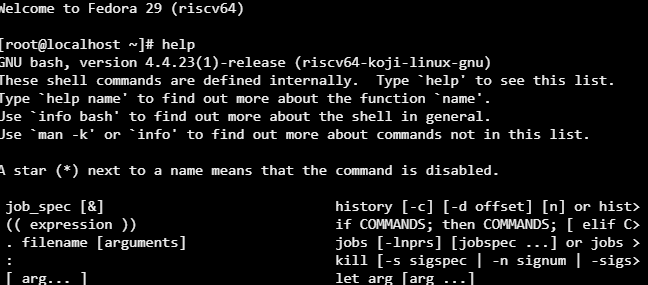 Welcome to Fedora 29 (riscv64)
[root@localhost ~]# help
GNU bash, version 4.4.23(1)-release (riscv64-koji-linux-gnu)
These shell commands are defined internally.  Type `help' to see this list.
Type `help name' to find out more about the function `name'.
Use `info bash' to find out more about the shell in general.
Use `man -k' or `info' to find out more about commands not in this list.
A star (*) next to a name means that the command is disabled.
job_spec [&]                            history [-c] [-d offset] [n] or hist>
(( expression ))                        if COMMANDS; then COMMANDS; [ elif C>
. filename [arguments]                  jobs [-lnprs] [jobspec ...] or jobs >
:                                       kill [-s sigspec | -n signum | -sigs>
[ arg... ]                              let arg [arg ...]